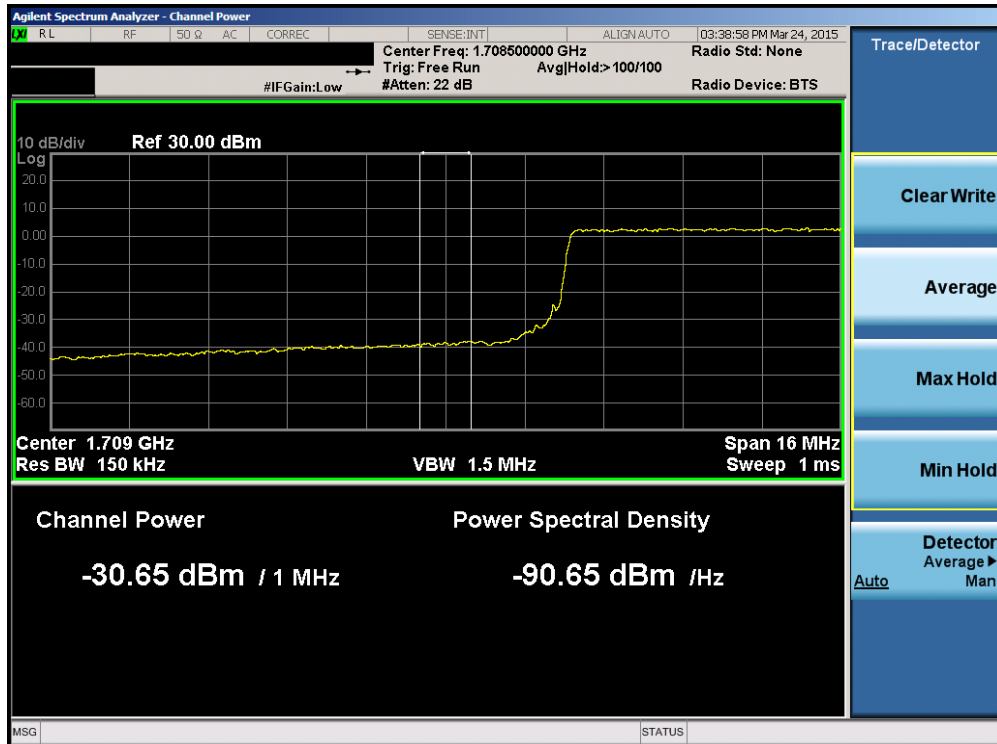 Agilent Spectrum Analyzer - Channel Power
LXI RL RF 50 Ω AC CORREC SENSE:INT ALIGN AUTO 03:38:58 PM Mar 24, 2015
Center Freq: 1.708500000 GHz Radio Std: None
Trig: Free Run Avg|Hold:>100/100
#IFGain:Low #Atten: 22 dB Radio Device: BTS
10 dB/div Ref 30.00 dBm
Log
20.0
10.0
0.00
-10.0
-20.0
-30.0
-40.0
-50.0
-60.0
Center 1.709 GHz Span 16 MHz
Res BW 150 kHz VBW 1.5 MHz Sweep 1 ms
Channel Power Power Spectral Density
-30.65 dBm / 1 MHz -90.65 dBm /Hz
MSG STATUS
Trace/Detector
Clear Write
Average
Max Hold
Min Hold
Detector
Average▶
Auto Man